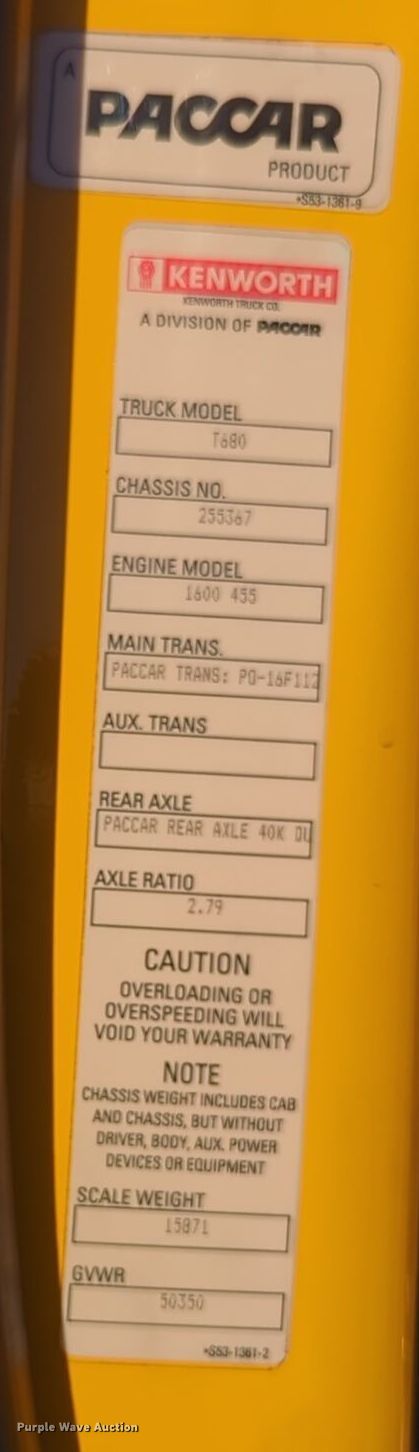 A
PACCAR
PRODUCT
*S53-1361-9
KENWORTH
KENWORTH TRUCK CO.
A DIVISION OF PACCAR
TRUCK MODEL
T680
CHASSIS NO.
255367
ENGINE MODEL
1600 455
MAIN TRANS.
PACCAR TRANS: PO-16F112
AUX. TRANS
REAR AXLE
PACCAR REAR AXLE 40K DU
AXLE RATIO
2.79
CAUTION
OVERLOADING OR
OVERSPEEDING WILL
VOID YOUR WARRANTY
NOTE
CHASSIS WEIGHT INCLUDES CAB
AND CHASSIS, BUT WITHOUT
DRIVER, BODY, AUX. POWER
DEVICES OR EQUIPMENT
SCALE WEIGHT
15871
GVWR
50350
*S53-1361-2
Purple Wave Auction